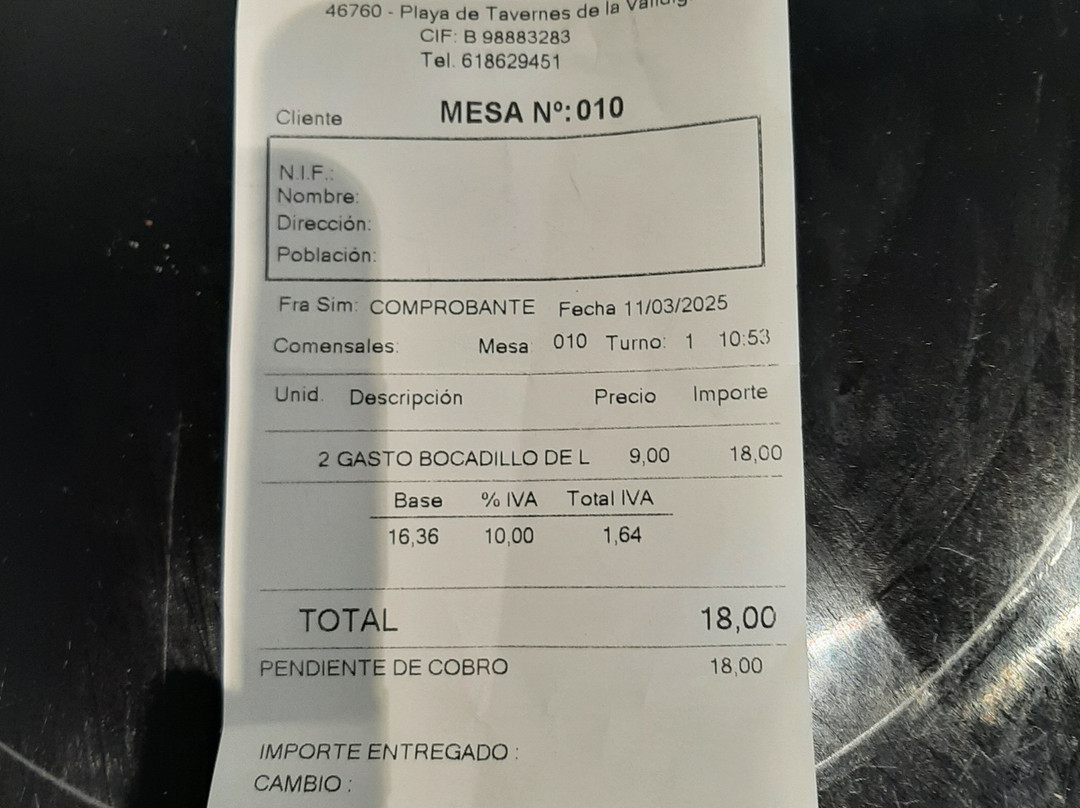 46760 - Playa de Tavernes de la Valldig
CIF: B 98883283
Tel. 618629451
Cliente MESA Nº: 010
N.I.F.:
Nombre:
Dirección:
Población:
Fra Sim: COMPROBANTE Fecha 11/03/2025
Comensales: Mesa: 010 Turno: 1 10:53
Unid. Descripción Precio Importe
2 GASTO BOCADILLO DE L 9,00 18,00
Base % IVA Total IVA
16,36 10,00 1,64
TOTAL 18,00
PENDIENTE DE COBRO 18,00
IMPORTE ENTREGADO :
CAMBIO :